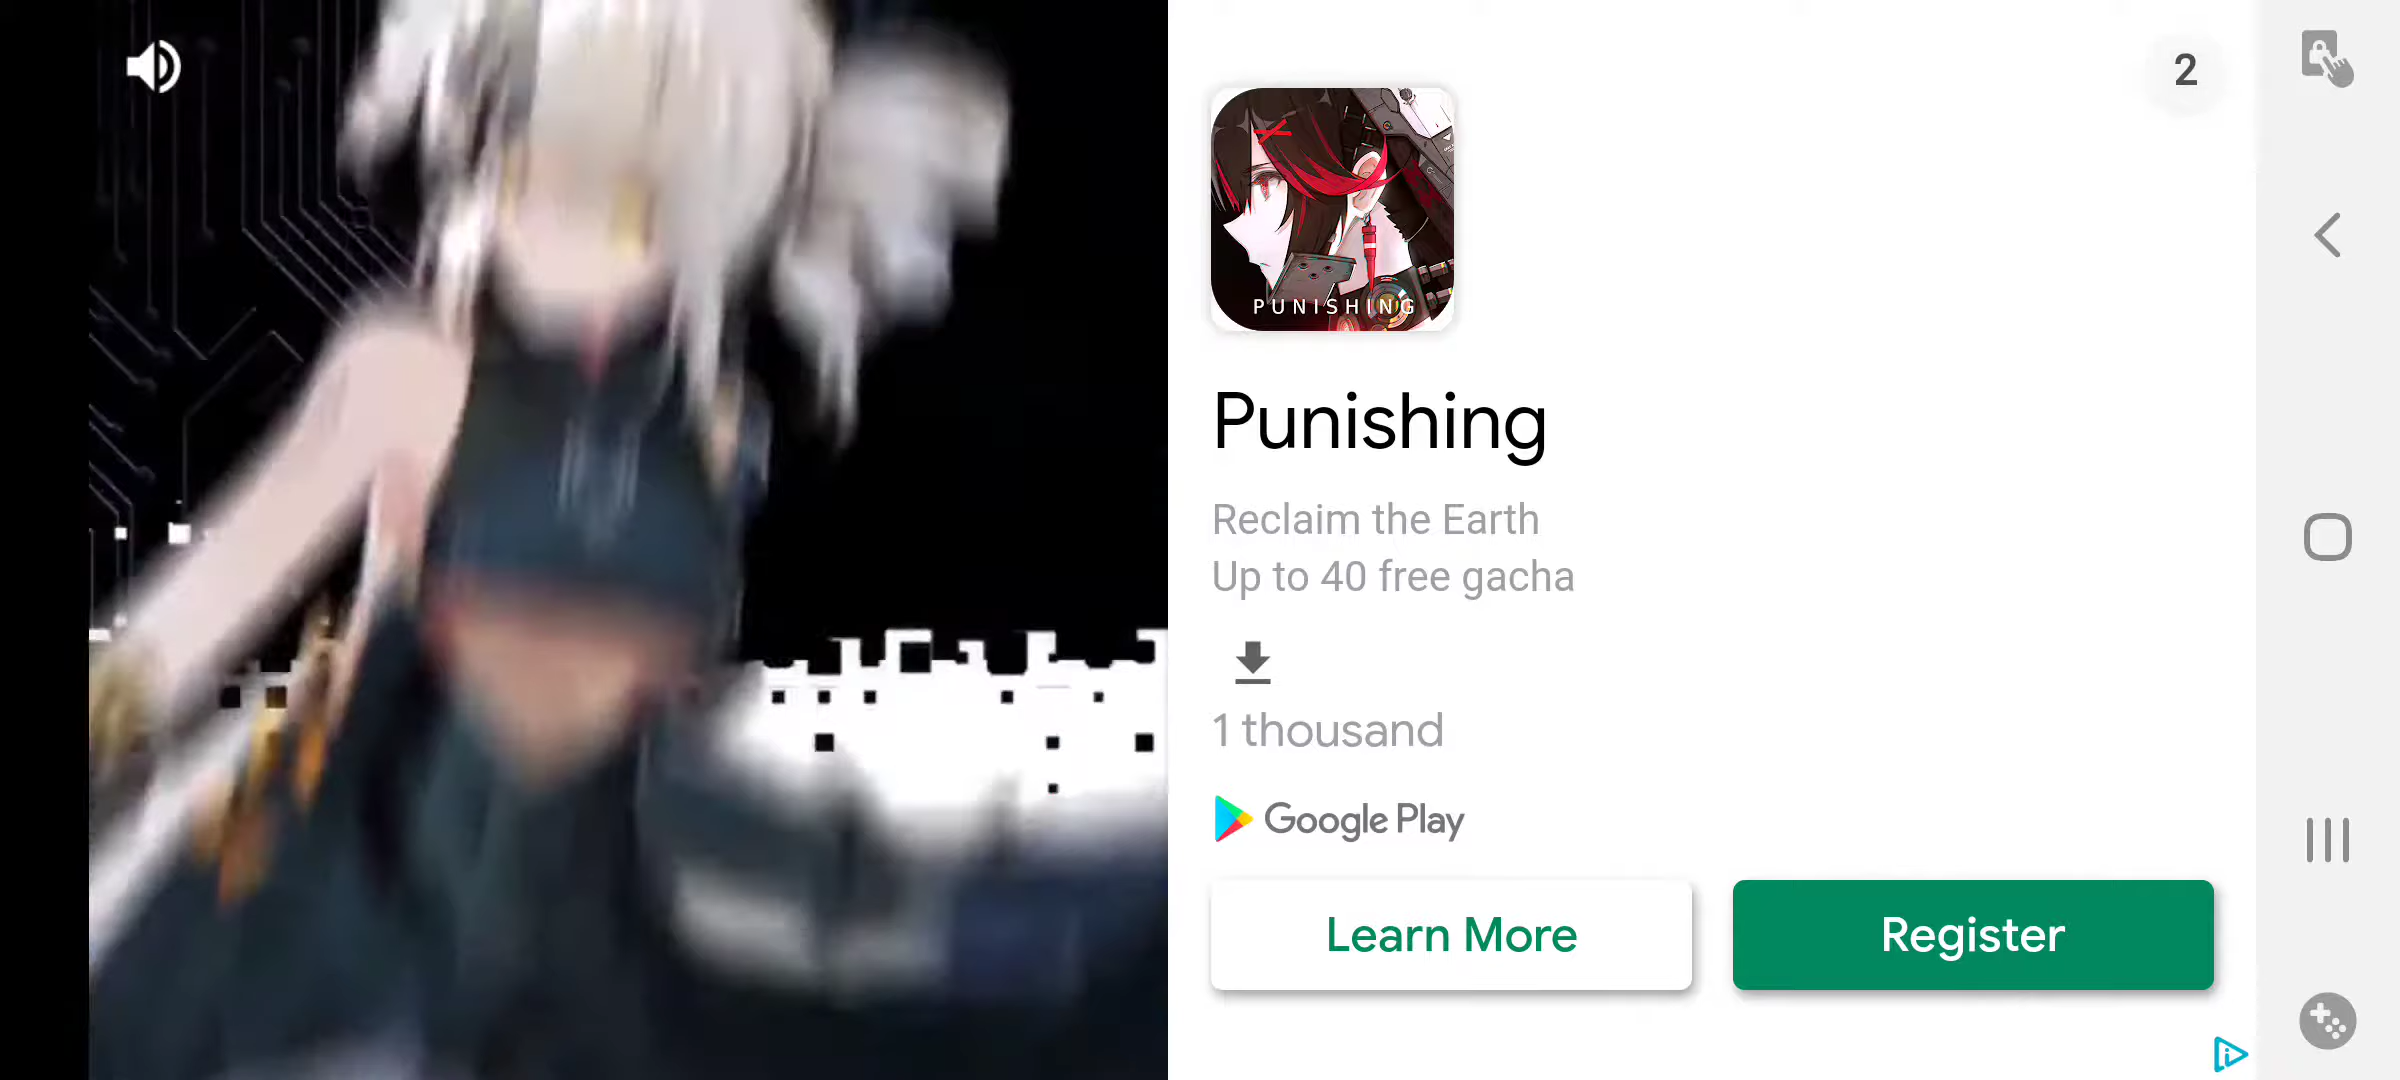 2
PUNISHING
Punishing
Reclaim the Earth
Up to 40 free gacha
1 thousand
Google Play
Learn More
Register